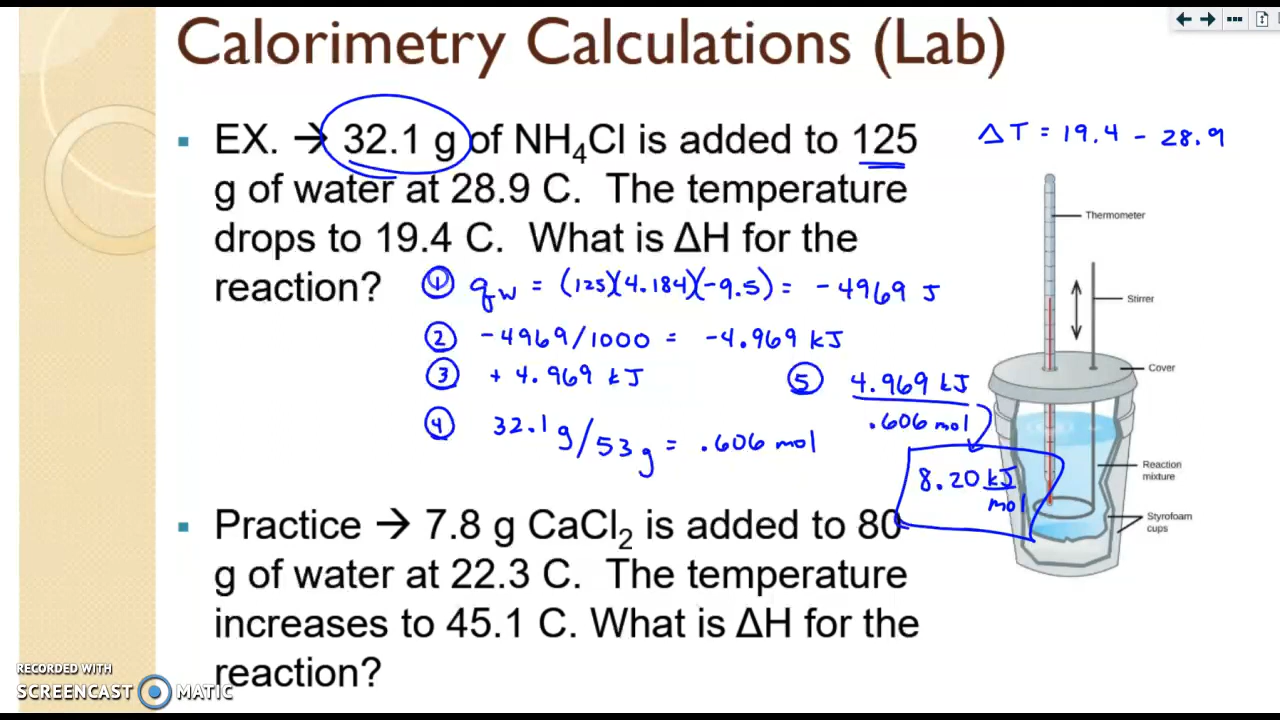 Calorimetry Calculations (Lab)
▪ EX. → 32.1 g of NH₄Cl is added to 125
g of water at 28.9 C. The temperature
drops to 19.4 C. What is ΔH for the
reaction?
ΔT = 19.4 - 28.9
① qw = (125)(4.184)(-9.5) = -4969 J
② -4969/1000 = -4.969 kJ
③ + 4.969 kJ
④ 32.1 g/53 g = .606 mol
⑤ 4.969 kJ
.606 mol
8.20 kJ
mol
Thermometer
Stirrer
Cover
Reaction
mixture
Styrofoam
cups
▪ Practice → 7.8 g CaCl₂ is added to 80
g of water at 22.3 C. The temperature
increases to 45.1 C. What is ΔH for the
reaction?
RECORDED WITH
SCREENCAST MATIC